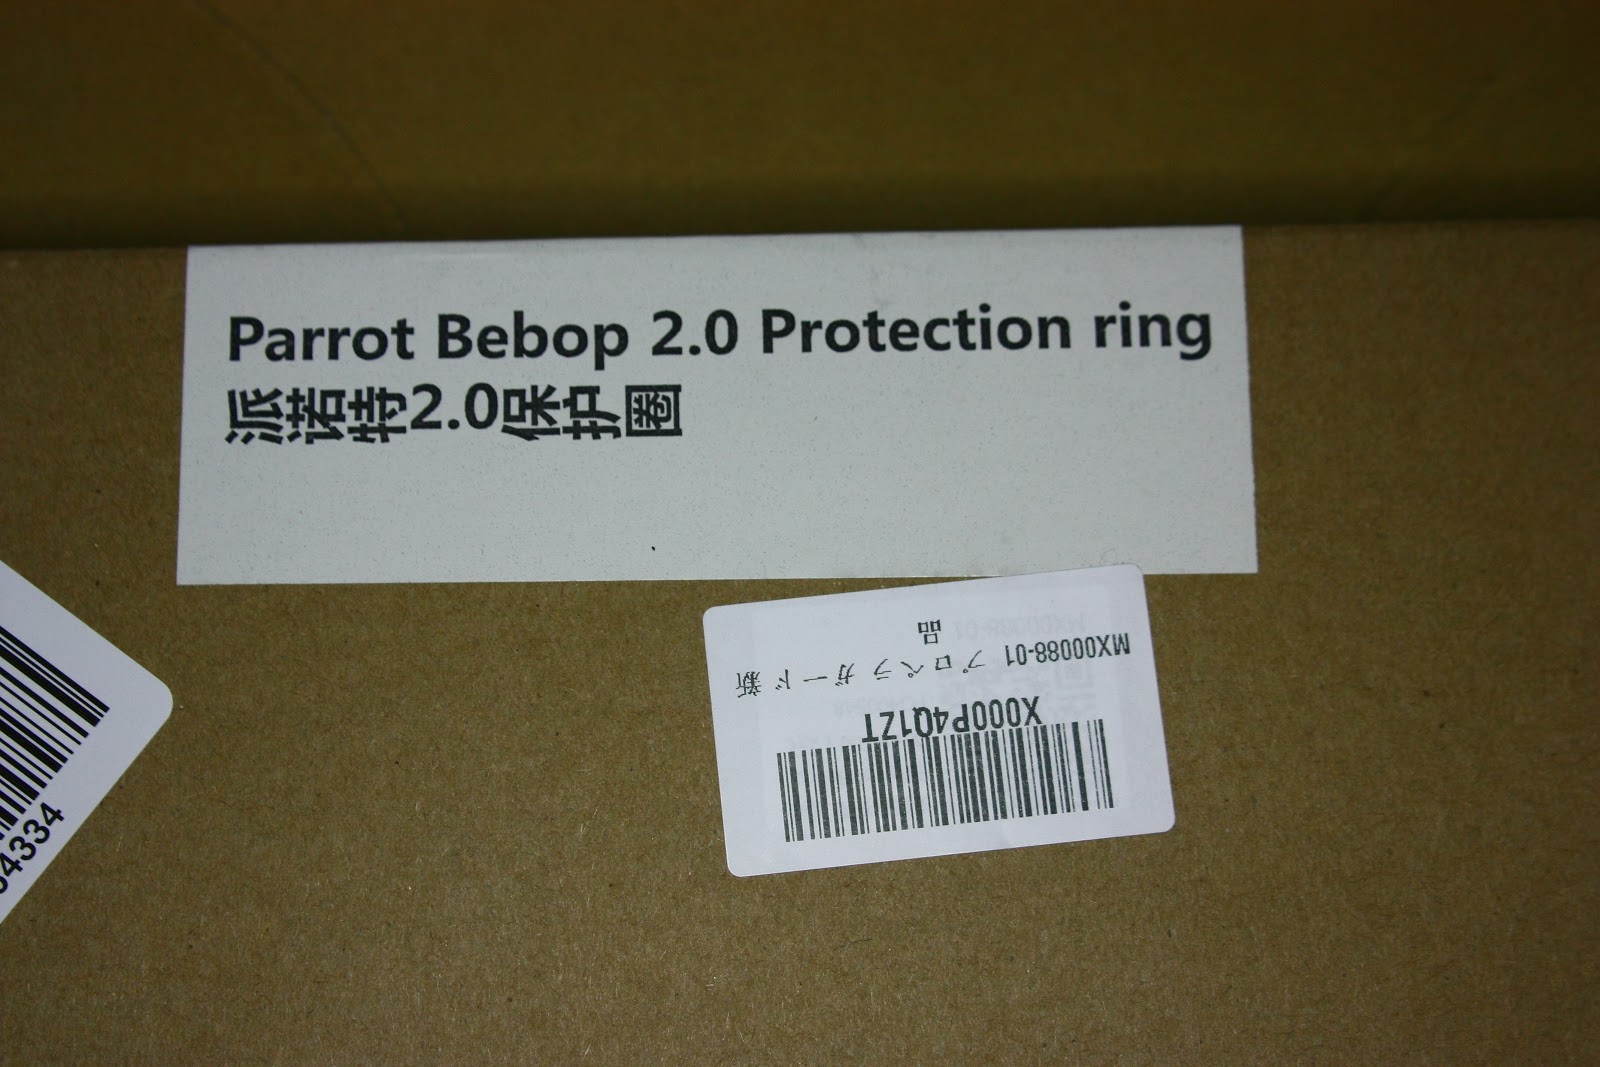 Parrot Bebop 2.0 Protection ring
派诺特2.0保护圈
MX00088-01 プロペラガード新
品
X000P4Q1ZT
4334